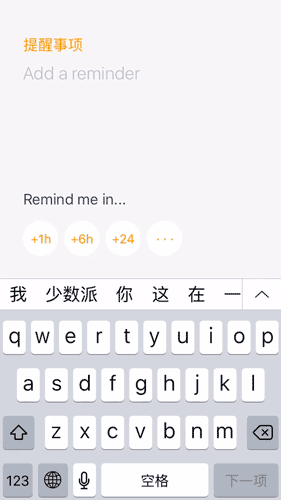 提醒事项
Add a reminder
Remind me in...
+1h +6h +24 ···
我 少数派 你 这 在 一
q w e r t y u i o p
a s d f g h j k l
z x c v b n m
123 空格 下一项